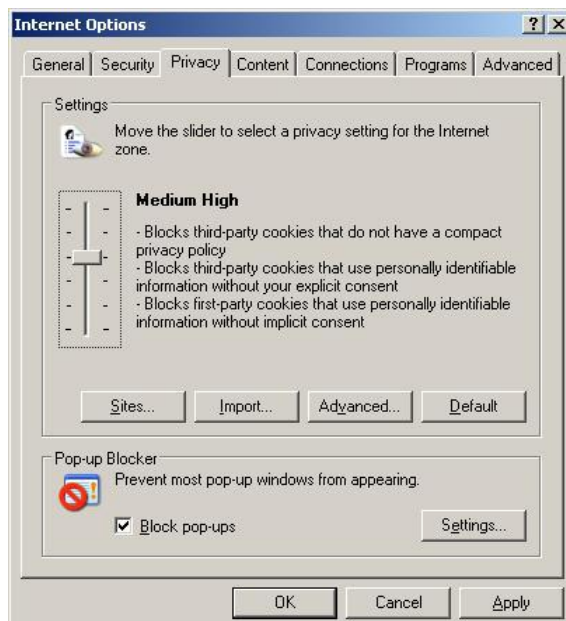 Internet Options
General Security Privacy Content Connections Programs Advanced
Settings
Move the slider to select a privacy setting for the Internet
zone.
Medium High
- Blocks third-party cookies that do not have a compact
privacy policy
- Blocks third-party cookies that use personally identifiable
information without your explicit consent
- Blocks first-party cookies that use personally identifiable
information without implicit consent
Sites... Import... Advanced... Default
Pop-up Blocker
Prevent most pop-up windows from appearing.
Block pop-ups
Settings...
OK Cancel Apply